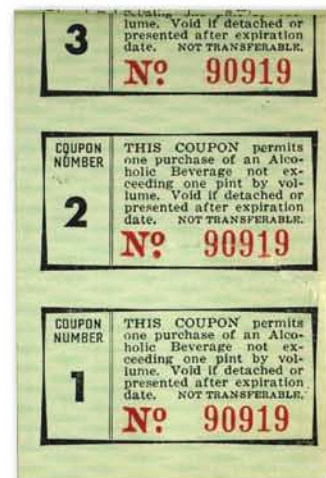 3
lume. Void if detached or
presented after expiration
date. NOT TRANSFERABLE.
Nº 90919
COUPON
NUMBER
2
THIS COUPON permits
one purchase of an Alco-
holic Beverage not ex-
ceeding one pint by vol-
ume. Void if detached or
presented after expiration
date. NOT TRANSFERABLE.
Nº 90919
COUPON
NUMBER
1
THIS COUPON permits
one purchase of an Alco-
holic Beverage not ex-
ceeding one pint by vol-
ume. Void if detached or
presented after expiration
date. NOT TRANSFERABLE.
Nº 90919